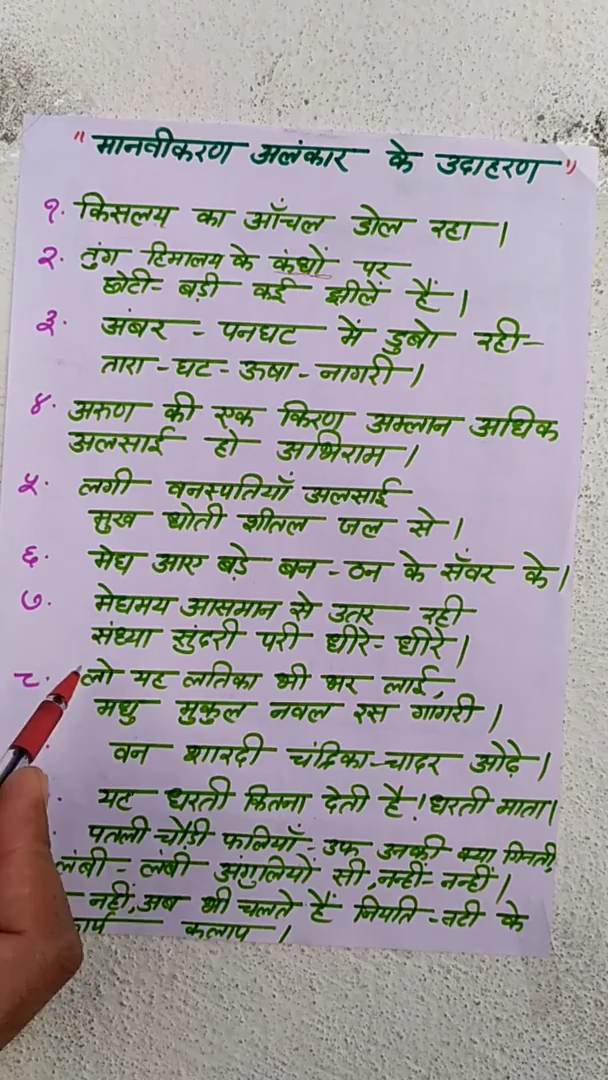 "मानवीकरण अलंकार के उदाहरण"
१. किसलय का आँचल डोल रहा।
२. तुंग हिमालय के कंधों पर
छोटी-बड़ी कई झीलें हैं।
३. अंबर-पनघट में डुबो रही-
तारा-घट-ऊषा-नागरी।
४. अरुण की एक किरण अम्लान अधिक
अलसाई हो अभिराम।
५. लगी वनस्पतियाँ अलसाई
मुख धोती शीतल जल से।
६. मेघ आए बड़े बन-ठन के सँवर के।
७. मेघमय आसमान से उतर रही
संध्या सुंदरी परी धीरे-धीरे।
८. लो यह लतिका भी भर लाई,
मधु मुकुल नवल रस गागरी।
वन शारदी चंद्रिका-चादर ओढ़े।
यह धरती कितना देती है! धरती माता।
पतली चौड़ी फलियाँ-उफ उनकी क्या गिनती,
लंबी-लंबी अंगुलियों सी, नन्हीं-नन्हीं।
नहीं, अब भी चलते हैं नियति-नटी के
कलाप।